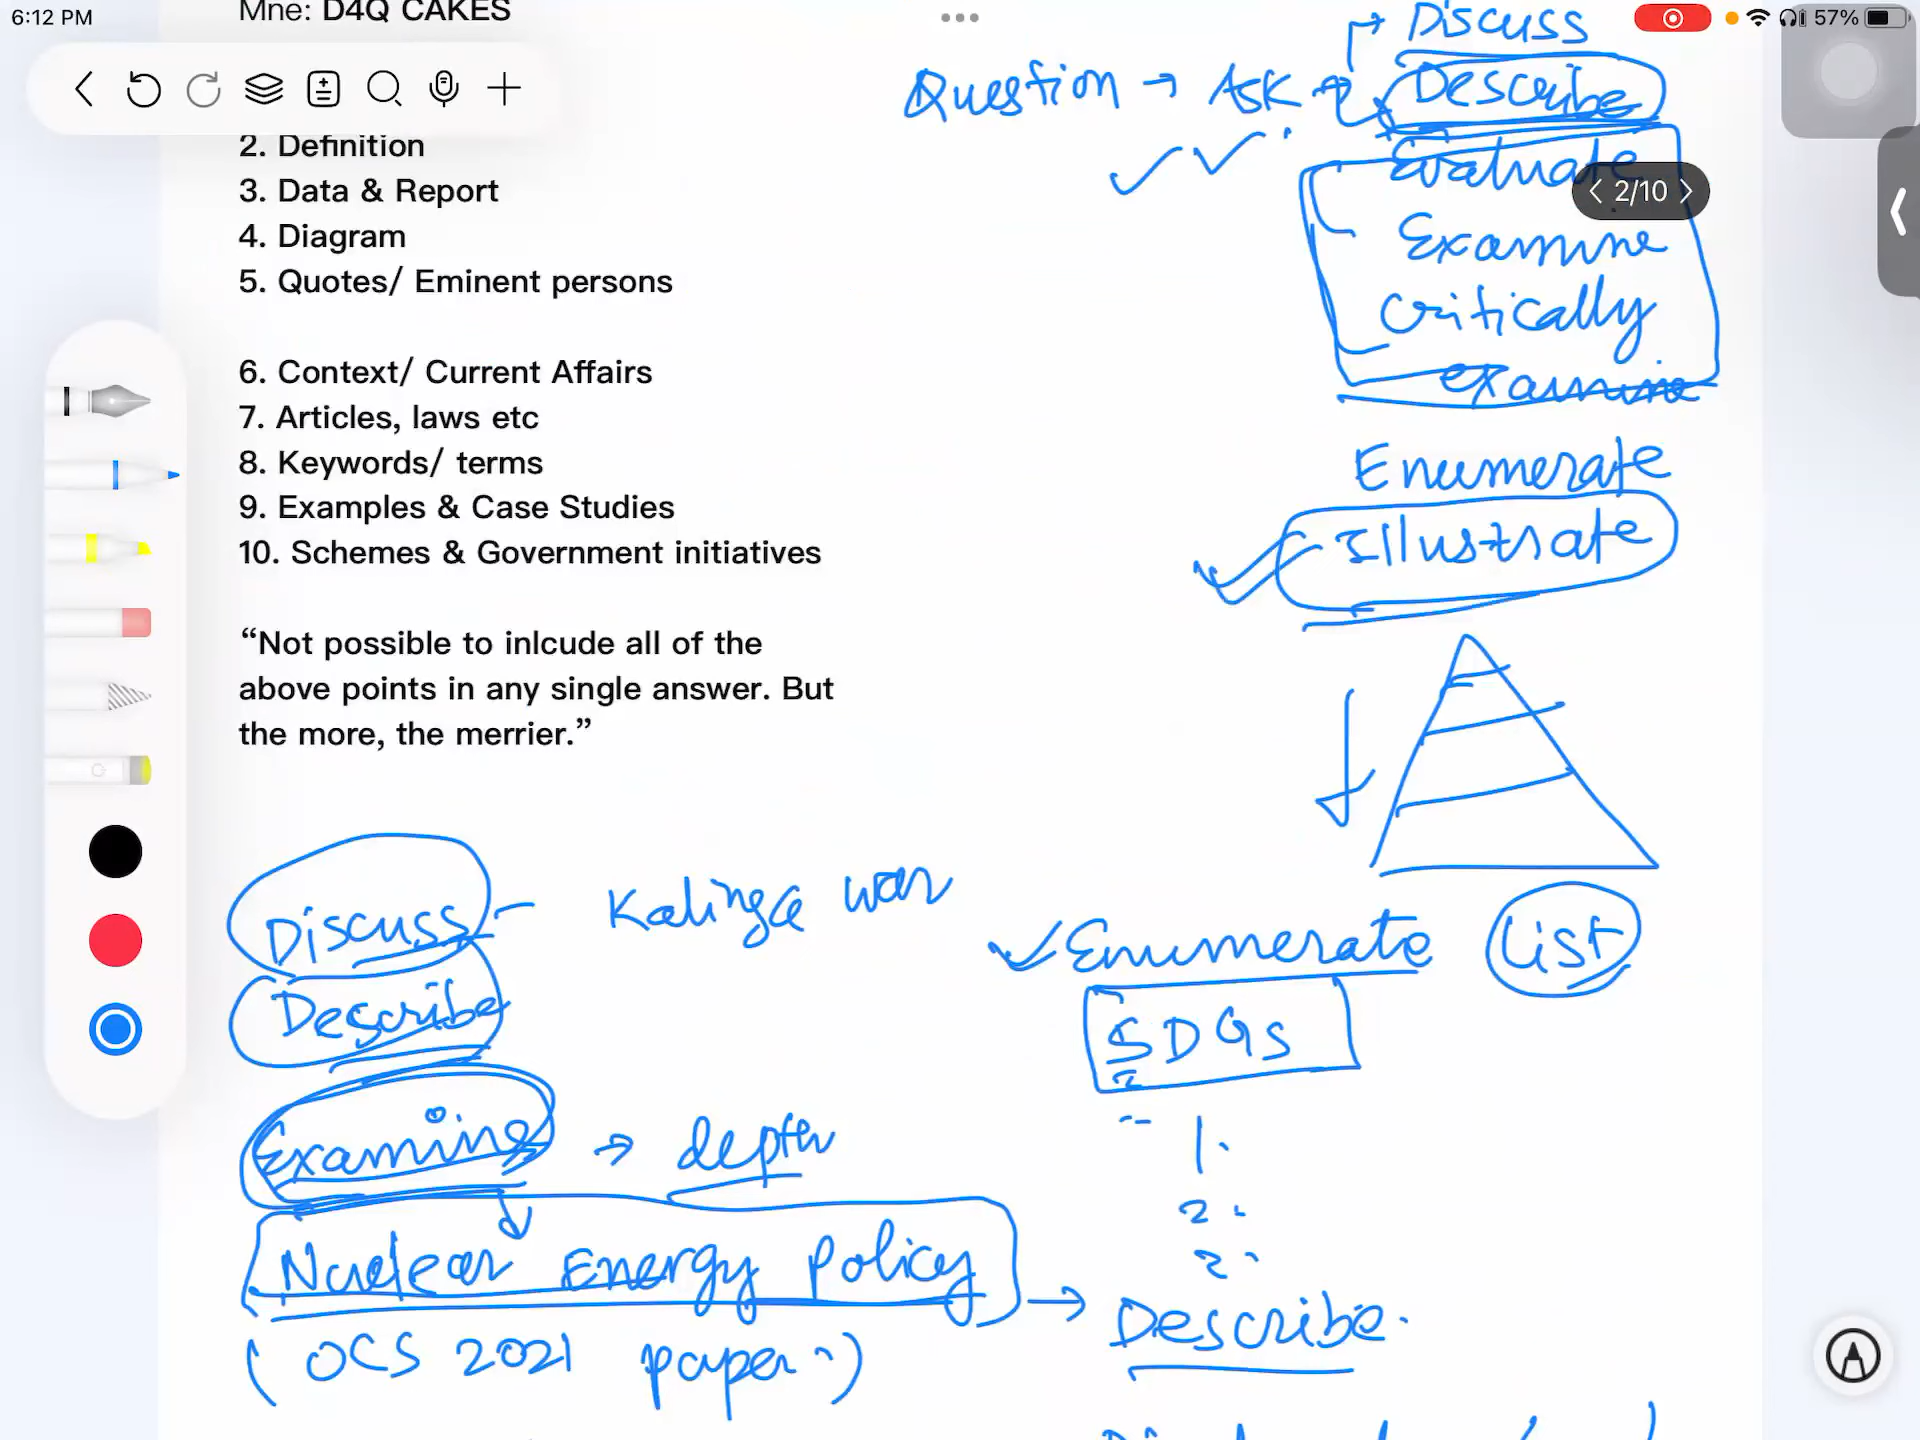 6:12 PM
57%
Mne: D4Q CAKES
2. Definition
3. Data & Report
4. Diagram
5. Quotes/ Eminent persons
6. Context/ Current Affairs
7. Articles, laws etc
8. Keywords/ terms
9. Examples & Case Studies
10. Schemes & Government initiatives
“Not possible to inlcude all of the
above points in any single answer. But
the more, the merrier.”
Question → Ask → Discuss
Describe
Evaluate
2/10
Examine
Critically
examine
Enumerate
Illustrate
Discuss - Kalinga war
Describe
Examine → depth
Nuclear Energy Policy →
(OCS 2021 paper)
Enumerate List
SDGs
1.
2.
2.
Describe.